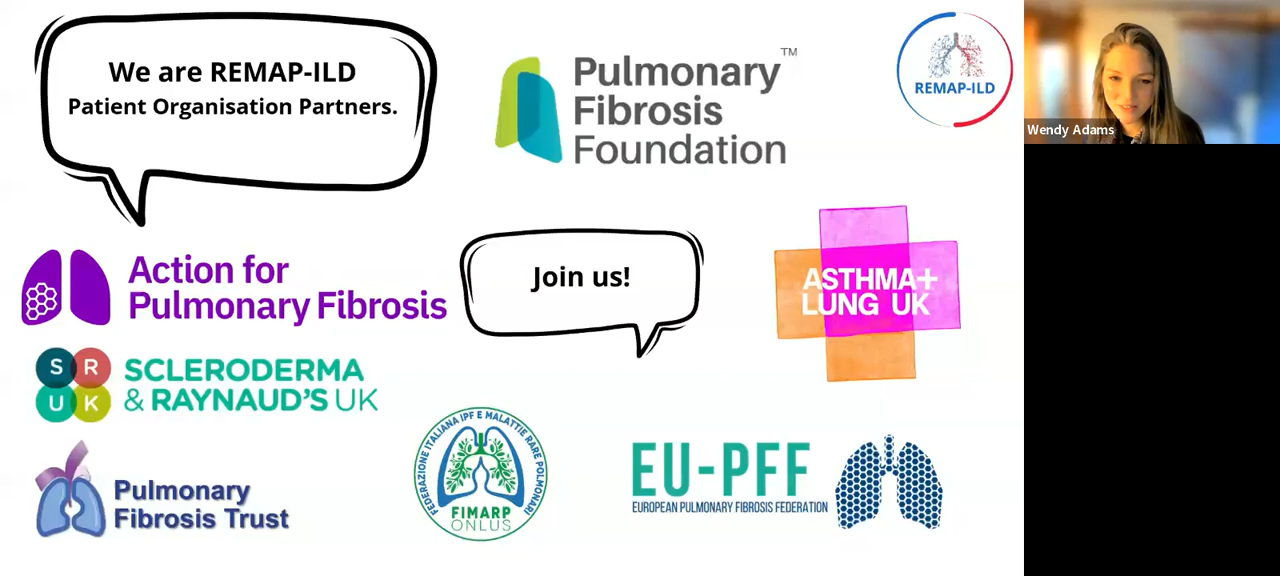 We are REMAP-ILD
Patient Organisation Partners.
Pulmonary
Fibrosis
Foundation
TM
REMAP-ILD
Wendy Adams
Action for
Pulmonary Fibrosis
Join us!
ASTHMA+
LUNG UK
S R
U K
SCLERODERMA
& RAYNAUD'S UK
Pulmonary
Fibrosis Trust
FEDERAZIONE ITALIANA IPF E MALATTIE RARE POLMONARI
FIMARP
ONLUS
EU-PFF
EUROPEAN PULMONARY FIBROSIS FEDERATION